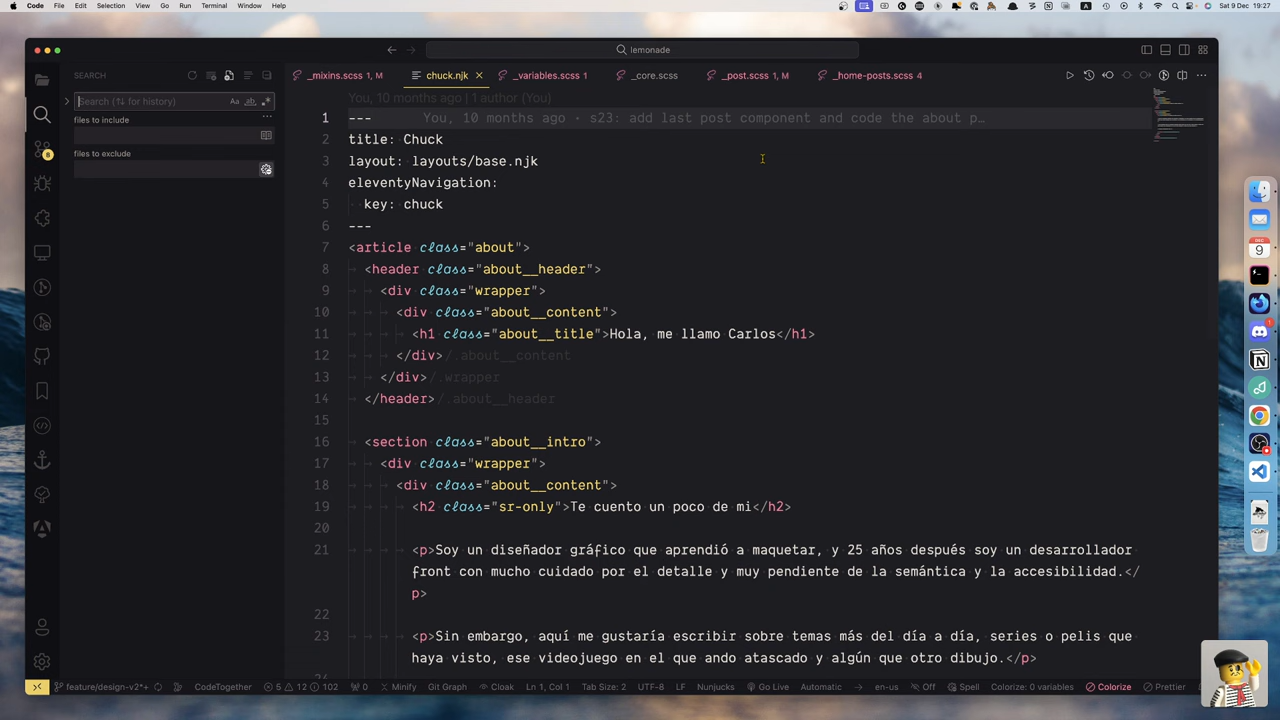 Code File Edit Selection View Go Run Terminal Window Help
Sat 9 Dec 19:27
lemonade
SEARCH
Search (⇅ for history)
Aa ab .*
files to include
...
files to exclude
_mixins.scss 1, M
chuck.njk
_variables.scss 1
_core.scss
_post.scss 1, M
_home-posts.scss 4
You, 10 months ago | 1 author (You)
1 --- You, 10 months ago • s23: add last post component and code the about p…
2 title: Chuck
3 layout: layouts/base.njk
4 eleventyNavigation:
5 key: chuck
6 ---
7 <article class="about">
8 <header class="about__header">
9 <div class="wrapper">
10 <div class="about__content">
11 <h1 class="about__title">Hola, me llamo Carlos</h1>
12 </div>/.about__content
13 </div>/.wrapper
14 </header>/.about__header
15
16 <section class="about__intro">
17 <div class="wrapper">
18 <div class="about__content">
19 <h2 class="sr-only">Te cuento un poco de mi</h2>
20
21 <p>Soy un diseñador gráfico que aprendió a maquetar, y 25 años después soy un desarrollador
front con mucho cuidado por el detalle y muy pendiente de la semántica y la accesibilidad.</
p>
22
23 <p>Sin embargo, aquí me gustaría escribir sobre temas más del día a día, series o pelis que
haya visto, ese videojuego en el que ando atascado y algún que otro dibujo.</p>
feature/design-v2*+ CodeTogether 5 12 102 0 Minify Git Graph Cloak Ln 1, Col 1 Tab Size: 2 UTF-8 LF Nunjucks Go Live Automatic en-us Off Spell Colorize: 0 variables Colorize Prettier
DEC
9